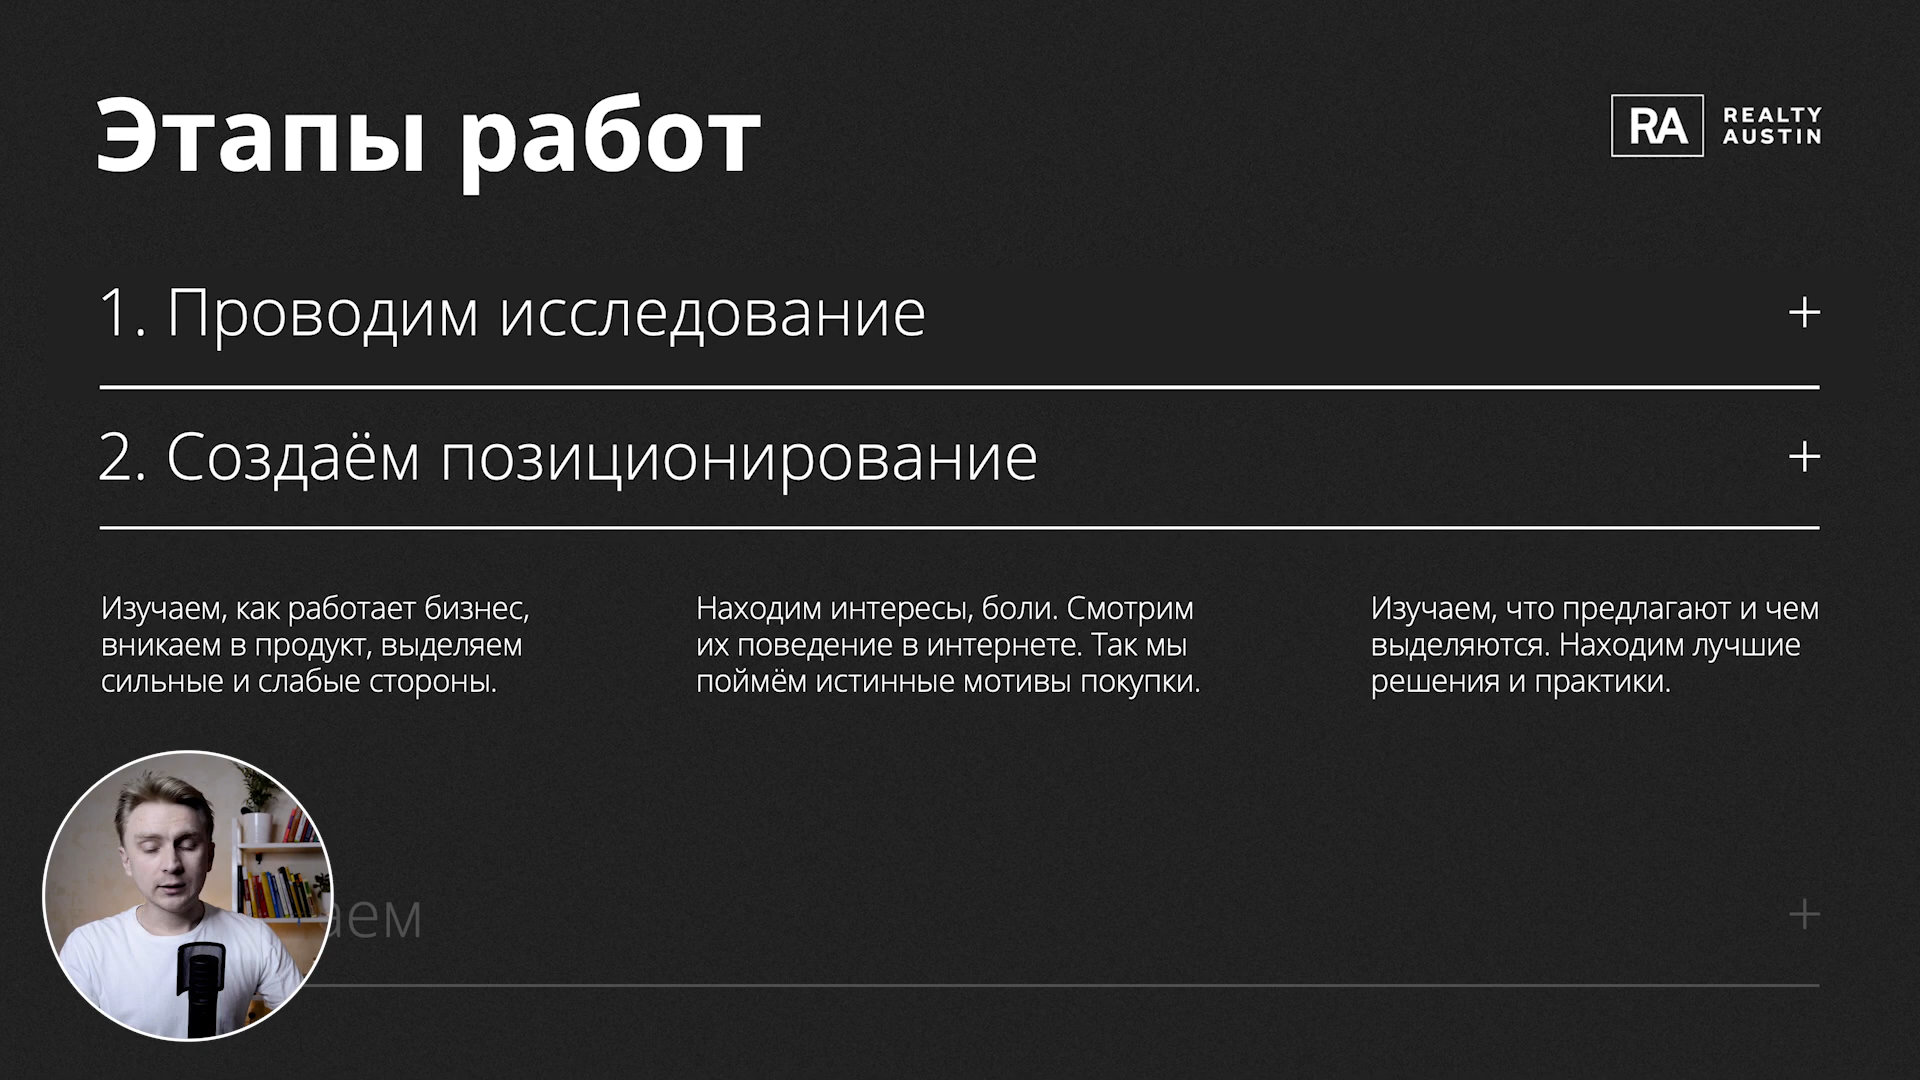 Этапы работ
RA
REALTY
AUSTIN
1. Проводим исследование
+
2. Создаём позиционирование
+
Изучаем, как работает бизнес,
вникаем в продукт, выделяем
сильные и слабые стороны.
Находим интересы, боли. Смотрим
их поведение в интернете. Так мы
поймём истинные мотивы покупки.
Изучаем, что предлагают и чем
выделяются. Находим лучшие
решения и практики.
+